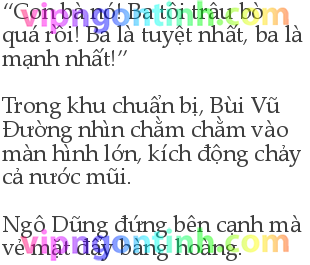 “Con bà nó! Ba tôi trâu bò
quá rồi! Ba là tuyệt nhất, ba là
mạnh nhất!”
Trong khu chuẩn bị, Bùi Vũ
Đường nhìn chằm chằm vào
màn hình lớn, kích động chảy
cả nước mũi.
Ngô Dũng đứng bên cạnh mà
vẻ mặt đầy bàng hoàng.
vipngontinh.com
vipngontinh.com
vipngontinh.com